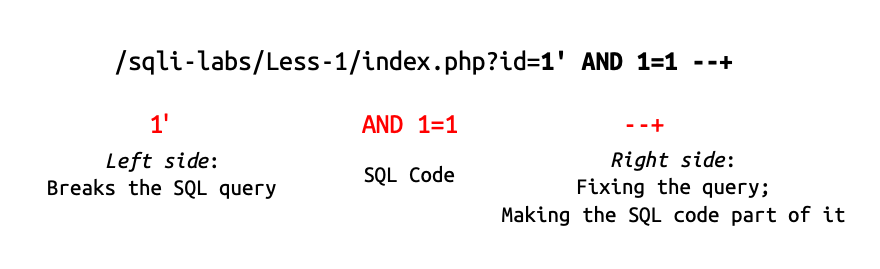 /sqli-labs/Less-1/index.php?id=1' AND 1=1 --+
1'
Left side:
Breaks the SQL query
AND 1=1
SQL Code
--+
Right side:
Fixing the query;
Making the SQL code part of it